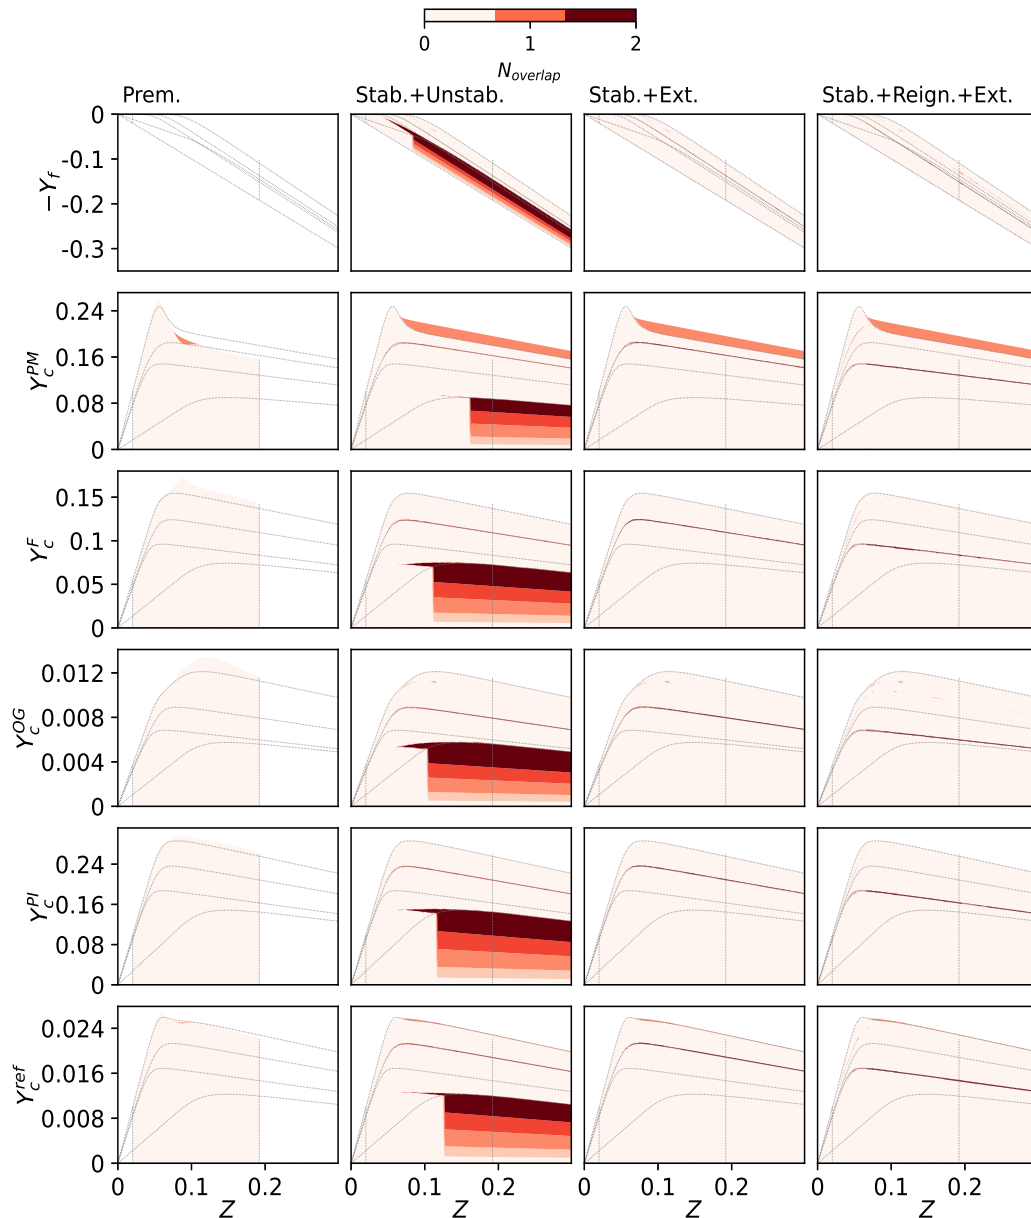 0 1 2
N_overlap
Prem. Stab.+Unstab. Stab.+Ext. Stab.+Reign.+Ext.
0
-0.1
-0.2
-0.3
−Y_f
0.24
0.16
0.08
0
Y_c^PM
0.15
0.1
0.05
0
Y_c^F
0.012
0.008
0.004
0
Y_c^OG
0.24
0.16
0.08
0
Y_c^PI
0.024
0.016
0.008
0
Y_c^ref
0 0.1 0.2 0 0.1 0.2 0 0.1 0.2 0 0.1 0.2
Z Z Z Z